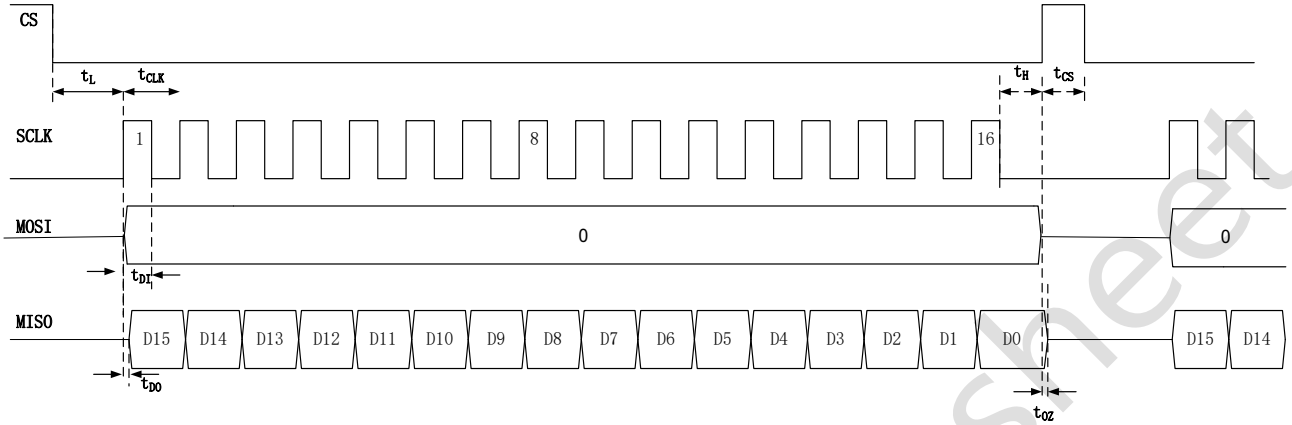 CS
tL tCLK tH tCS
SCLK 1 8 16
MOSI 0 0
tDI
MISO D15 D14 D13 D12 D11 D10 D9 D8 D7 D6 D5 D4 D3 D2 D1 D0 D15 D14
tDO
tOZ
sheet